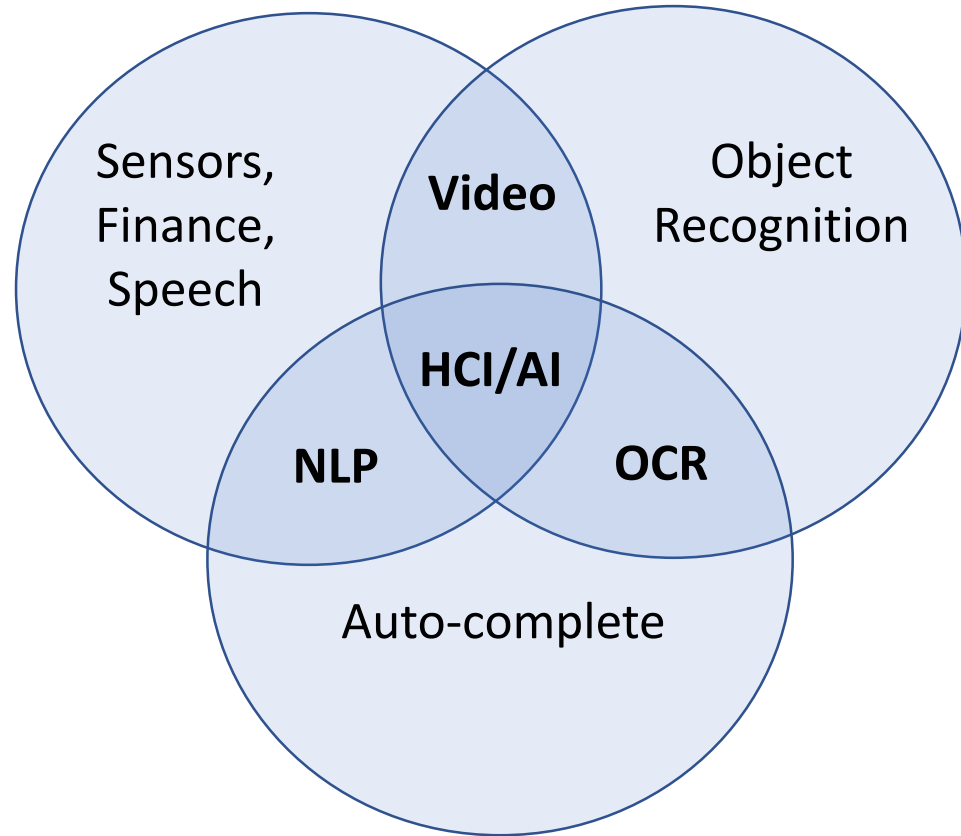 Sensors,
Finance,
Speech
Video
Object
Recognition
HCI/AI
NLP
OCR
Auto-complete